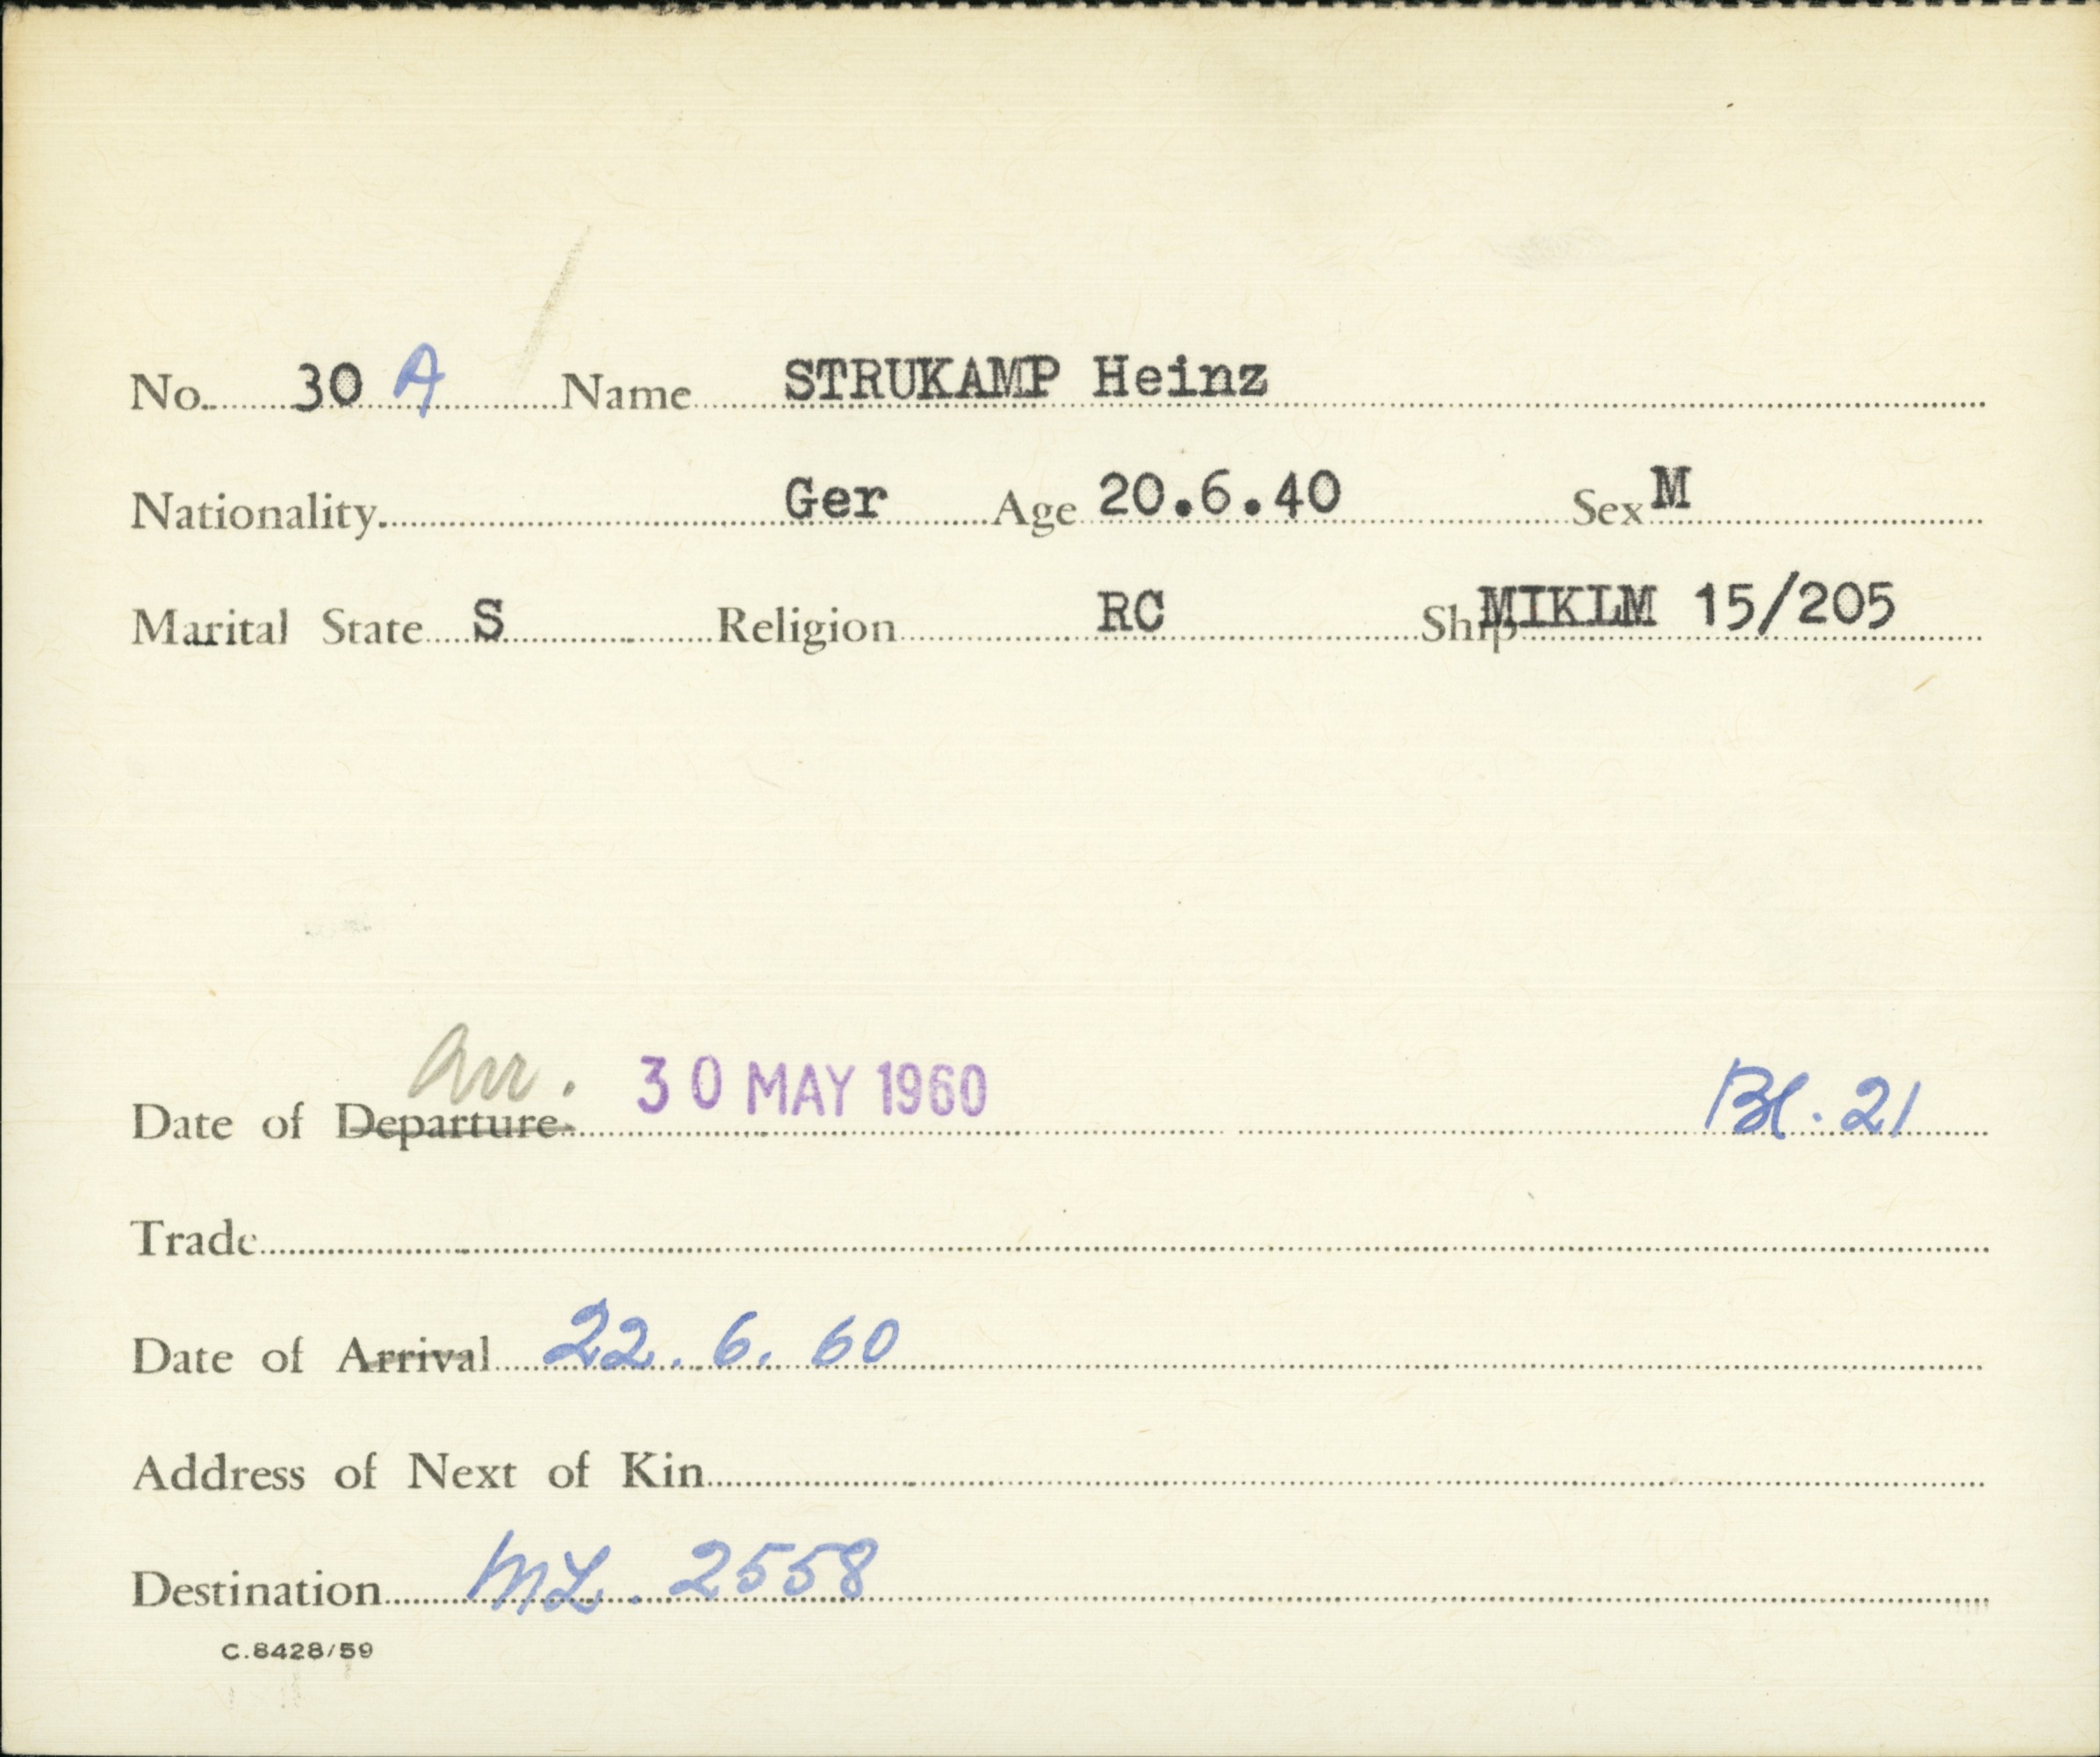 No. 30 A Name STRUKAMP Heinz
Nationality Ger Age 20.6.40 Sex M
Marital State S Religion RC Ship MIKLM 15/205
arr.
Date of Departure 30 MAY 1960 Bl. 21
Trade
Date of Arrival 22. 6. 60
Address of Next of Kin
Destination ML. 2558
C.8428/59